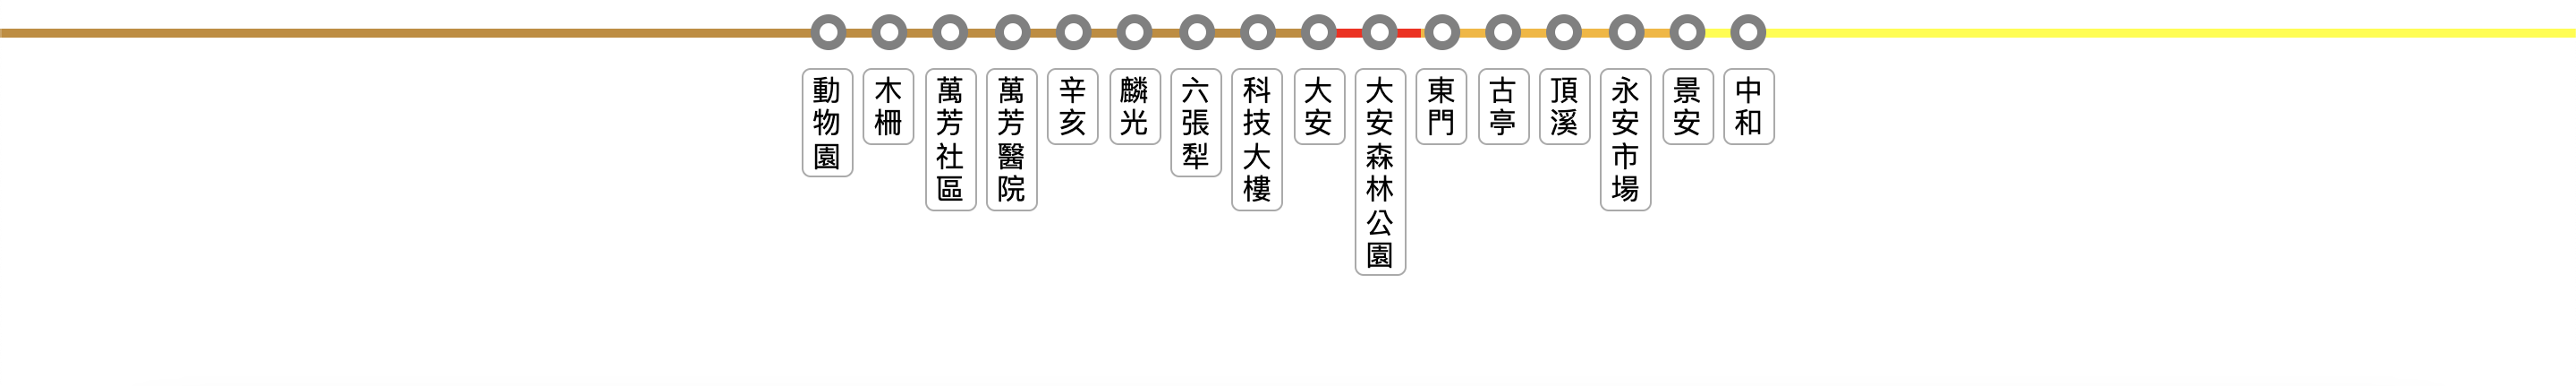 動物園
木柵
萬芳社區
萬芳醫院
辛亥
麟光
六張犁
科技大樓
大安
大安森林公園
東門
古亭
頂溪
永安市場
景安
中和